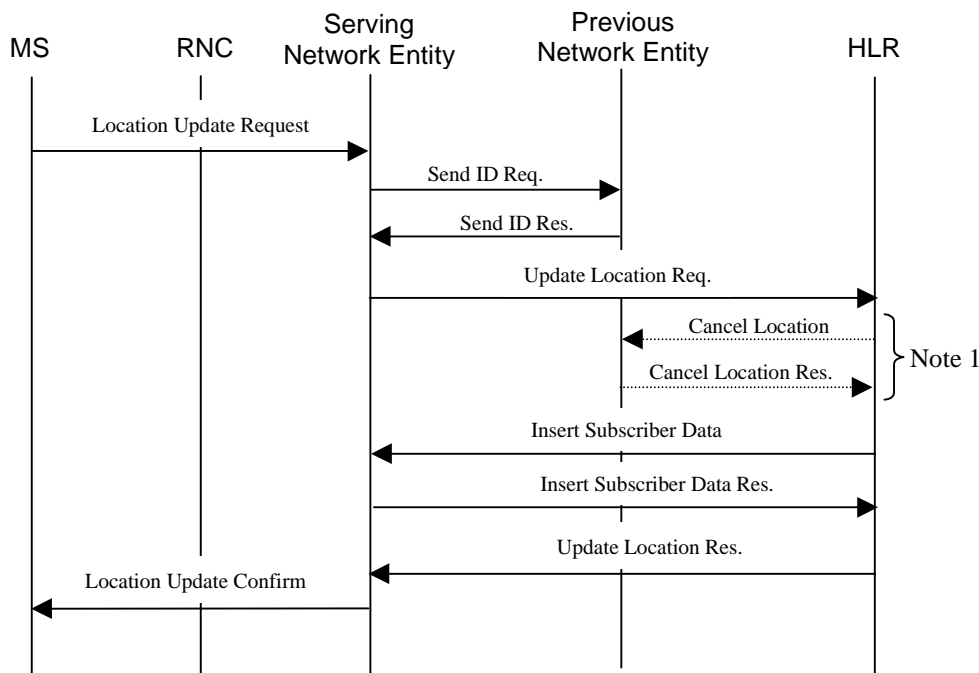 MS
RNC
Serving
Network Entity
Previous
Network Entity
HLR
Location Update Request
Send ID Req.
Send ID Res.
Update Location Req.
Cancel Location
Cancel Location Res.
Note 1
Insert Subscriber Data
Insert Subscriber Data Res.
Update Location Res.
Location Update Confirm